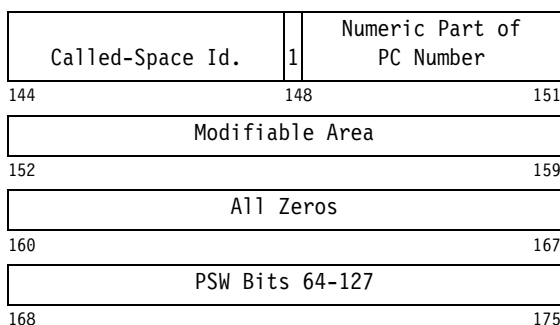 Numeric Part of
Called-Space Id. 1 PC Number
144 148 151
Modifiable Area
152 159
All Zeros
160 167
PSW Bits 64-127
168 175